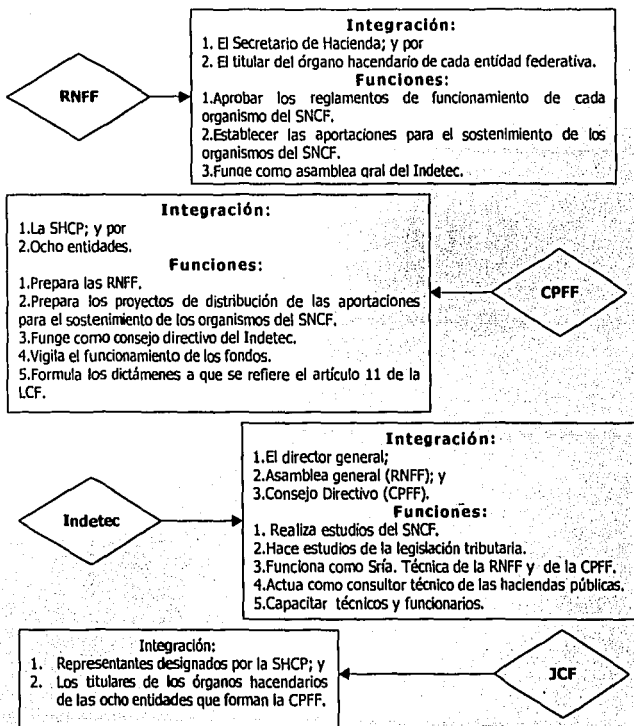 RNFF
Integración:
1. El Secretario de Hacienda; y por
2. El titular del órgano hacendario de cada entidad federativa.
Funciones:
1.Aprobar los reglamentos de funcionamiento de cada
organismo del SNCF.
2.Establecer las aportaciones para el sostenimiento de los
organismos del SNCF.
3.Funge como asamblea gral del Indetec.
Integración:
1.La SHCP; y por
2.Ocho entidades.
Funciones:
1.Prepara las RNFF.
2.Prepara los proyectos de distribución de las aportaciones
para el sostenimiento de los organismos del SNCF.
3.Funge como consejo directivo del Indetec.
4.Vigila el funcionamiento de los fondos.
5.Formula los dictámenes a que se refiere el artículo 11 de la
LCF.
CPFF
Indetec
Integración:
1.El director general;
2.Asamblea general (RNFF); y
3.Consejo Directivo (CPFF).
Funciones:
1. Realiza estudios del SNCF.
2.Hace estudios de la legislación tributaria.
3.Funciona como Sría. Técnica de la RNFF y de la CPFF.
4.Actua como consultor técnico de las haciendas públicas.
5.Capacitar técnicos y funcionarios.
Integración:
1. Representantes designados por la SHCP; y
2. Los titulares de los órganos hacendarios
de las ocho entidades que forman la CPFF.
JCF